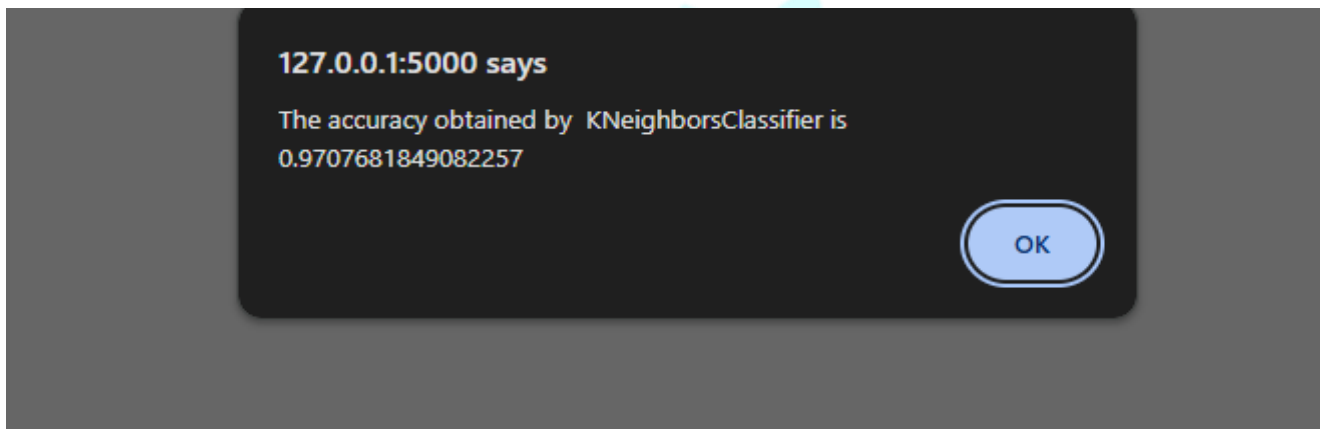 127.0.0.1:5000 says
The accuracy obtained by  KNeighborsClassifier is
0.9707681849082257
OK